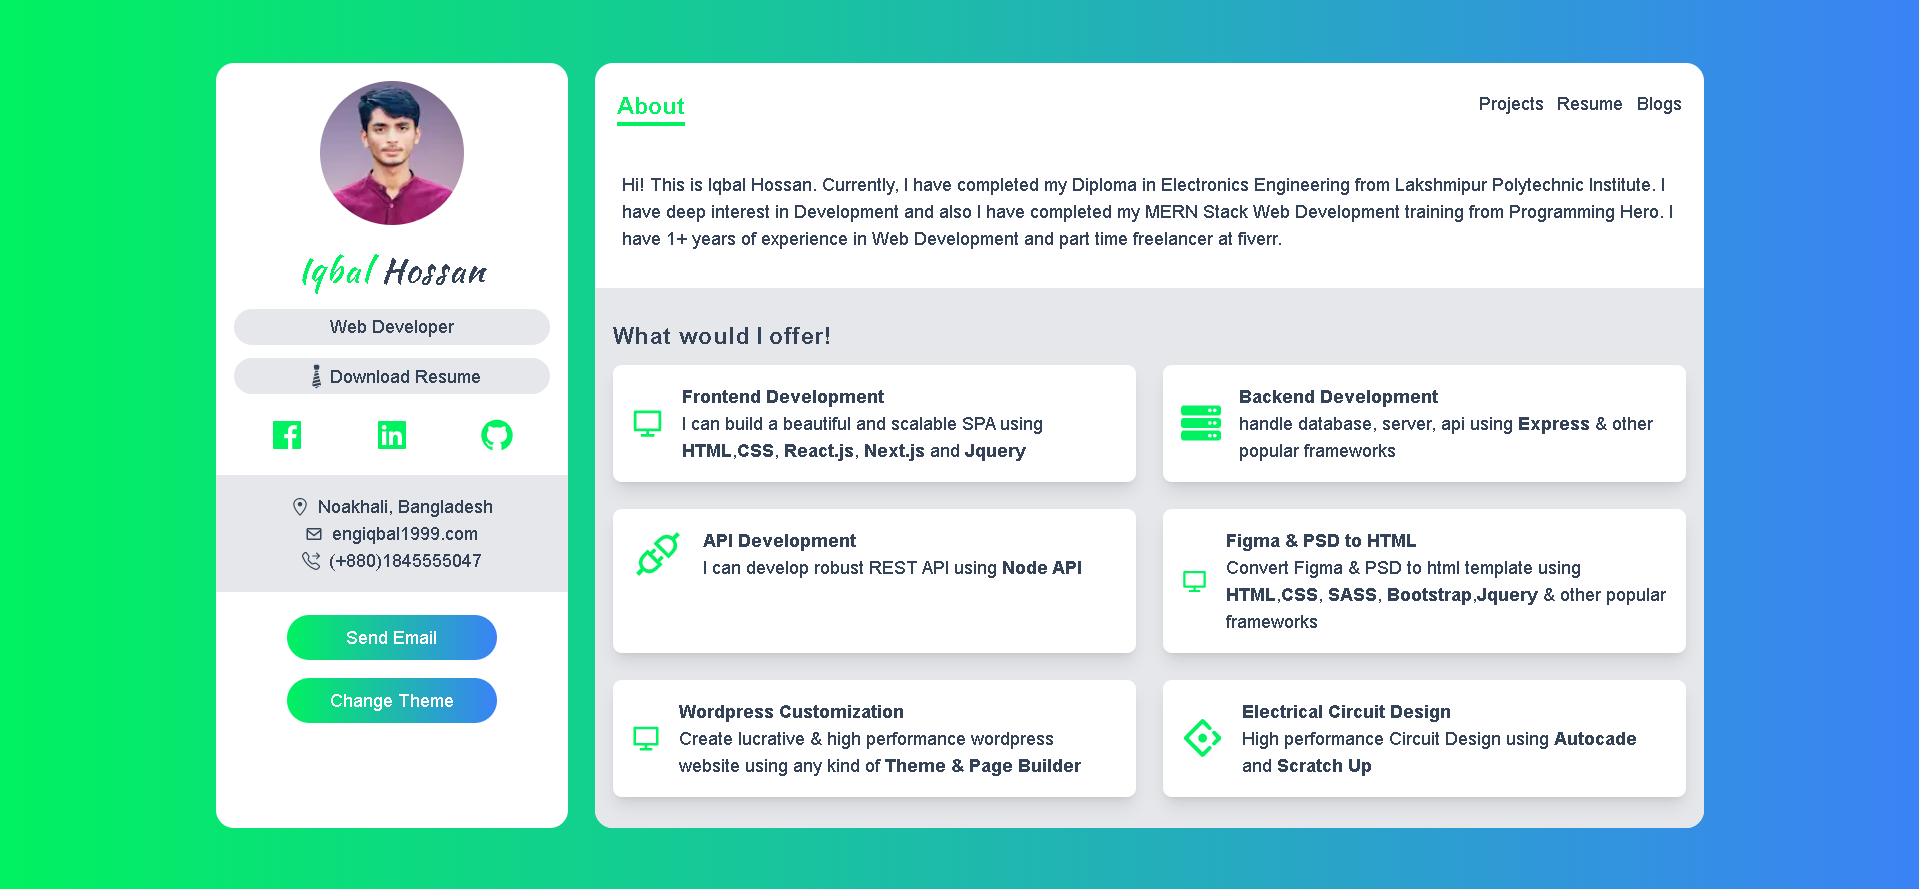 Iqbal Hossan
Web Developer
Download Resume
Noakhali, Bangladesh
engiqbal1999.com
(+880)1845555047
Send Email
Change Theme
About
Projects Resume Blogs
Hi! This is Iqbal Hossan. Currently, I have completed my Diploma in Electronics Engineering from Lakshmipur Polytechnic Institute. I
have deep interest in Development and also I have completed my MERN Stack Web Development training from Programming Hero. I
have 1+ years of experience in Web Development and part time freelancer at fiverr.
What would I offer!
Frontend Development
I can build a beautiful and scalable SPA using
HTML,CSS, React.js, Next.js and Jquery
Backend Development
handle database, server, api using Express & other
popular frameworks
API Development
I can develop robust REST API using Node API
Figma & PSD to HTML
Convert Figma & PSD to html template using
HTML,CSS, SASS, Bootstrap,Jquery & other popular
frameworks
Wordpress Customization
Create lucrative & high performance wordpress
website using any kind of Theme & Page Builder
Electrical Circuit Design
High performance Circuit Design using Autocade
and Scratch Up